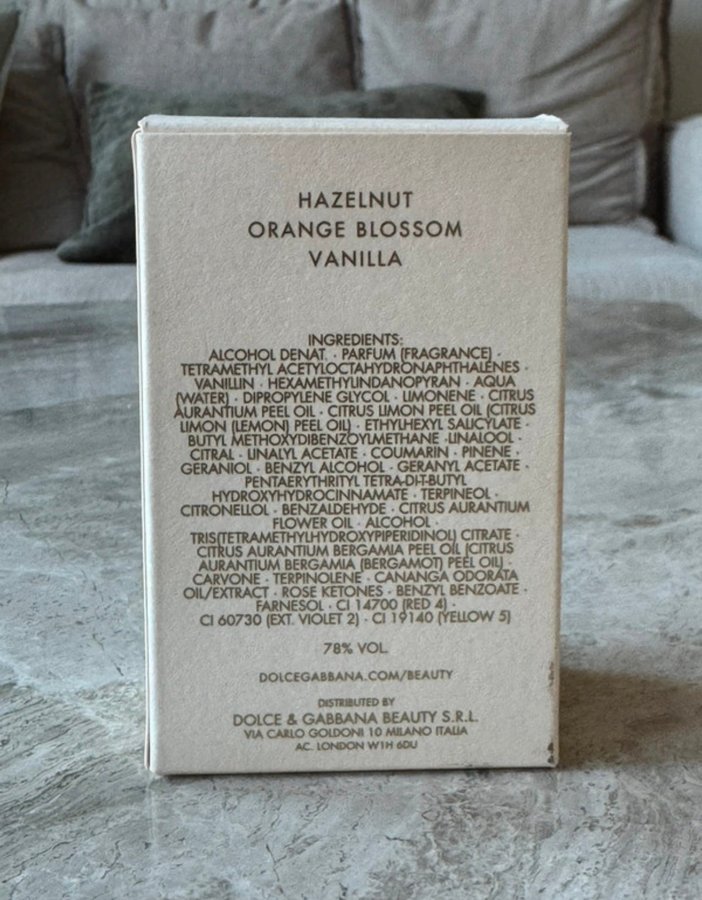 HAZELNUT
ORANGE BLOSSOM
VANILLA
INGREDIENTS:
ALCOHOL DENAT. · PARFUM (FRAGRANCE) ·
TETRAMETHYL ACETYLOCTAHYDRONAPHTHALENES ·
VANILLIN · HEXAMETHYLINDANOPYRAN · AQUA
(WATER) · DIPROPYLENE GLYCOL · LIMONENE · CITRUS
AURANTIUM PEEL OIL · CITRUS LIMON PEEL OIL (CITRUS
LIMON (LEMON) PEEL OIL) · ETHYLHEXYL SALICYLATE ·
BUTYL METHOXYDIBENZOYLMETHANE · LINALOOL ·
CITRAL · LINALYL ACETATE · COUMARIN · PINENE ·
GERANIOL · BENZYL ALCOHOL · GERANYL ACETATE ·
PENTAERYTHRITYL TETRA-DI-T-BUTYL
HYDROXYHYDROCINNAMATE · TERPINEOL ·
CITRONELLOL · BENZALDEHYDE · CITRUS AURANTIUM
FLOWER OIL · ALCOHOL ·
TRIS(TETRAMETHYLHYDROXYPIPERIDINOL) CITRATE ·
CITRUS AURANTIUM BERGAMIA PEEL OIL (CITRUS
AURANTIUM BERGAMIA (BERGAMOT) PEEL OIL) ·
CARVONE · TERPINOLENE · CANANGA ODORATA
OIL/EXTRACT · ROSE KETONES · BENZYL BENZOATE ·
FARNESOL · CI 14700 (RED 4) ·
CI 60730 (EXT. VIOLET 2) · CI 19140 (YELLOW 5)
78% VOL.
DOLCEGABBANA.COM/BEAUTY
DISTRIBUTED BY
DOLCE & GABBANA BEAUTY S.R.L.
VIA CARLO GOLDONI 10 MILANO ITALIA
AC. LONDON W1H 6DU